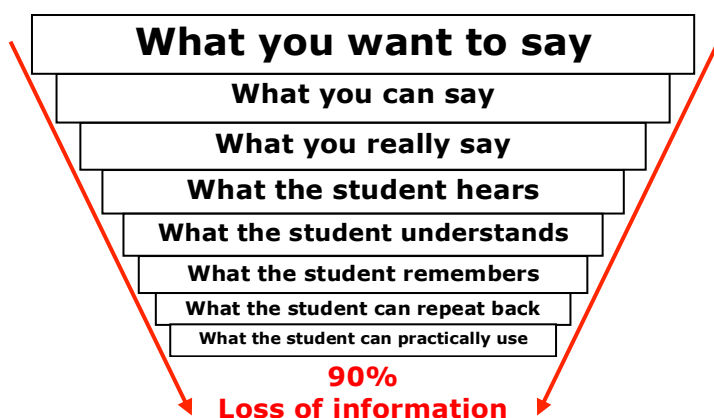 What you want to say
What you can say
What you really say
What the student hears
What the student understands
What the student remembers
What the student can repeat back
What the student can practically use
90%
Loss of information